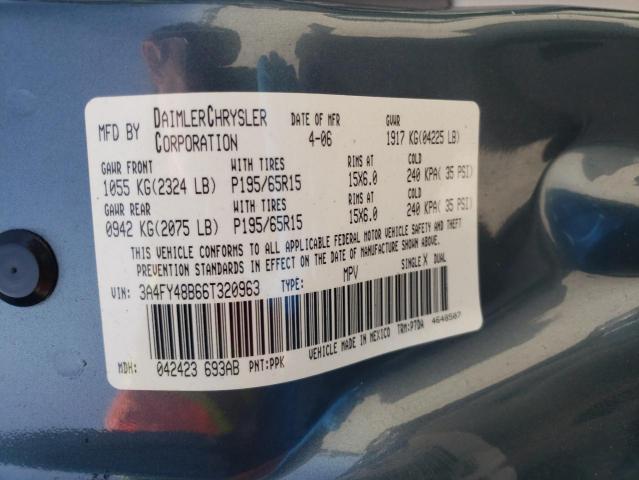 MFD BY DAIMLERCHRYSLER CORPORATION DATE OF MFR 4-06 GVWR 1917 KG(04225 LB)
GAWR FRONT WITH TIRES RIMS AT COLD
1055 KG(2324 LB) P195/65R15 15X6.0 240 KPA( 35 PSI)
GAWR REAR WITH TIRES RIMS AT COLD
0942 KG(2075 LB) P195/65R15 15X6.0 240 KPA( 35 PSI)
THIS VEHICLE CONFORMS TO ALL APPLICABLE FEDERAL MOTOR VEHICLE SAFETY AND THEFT
PREVENTION STANDARDS IN EFFECT ON THE DATE OF MANUFACTURE SHOWN ABOVE.
VIN: 3A4FY48B66T320963 TYPE: MPV SINGLE X DUAL
MDH: 042423 693AB PNT:PPK VEHICLE MADE IN MEXICO TRM:PTDA 4648507